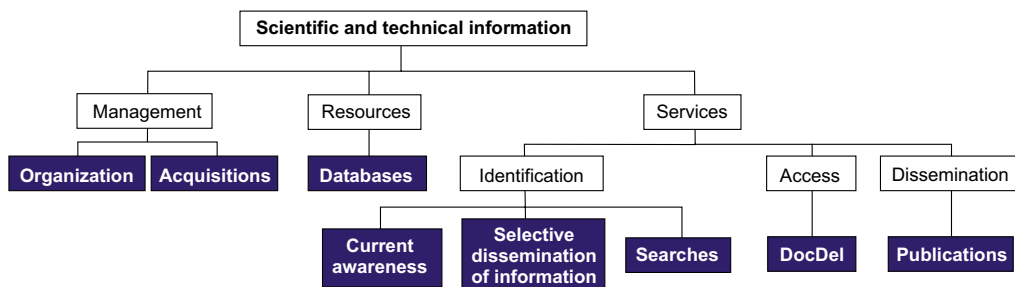 Scientific and technical information
Management
Resources
Services
Organization
Acquisitions
Databases
Identification
Access
Dissemination
Current
awareness
Selective
dissemination
of information
Searches
DocDel
Publications